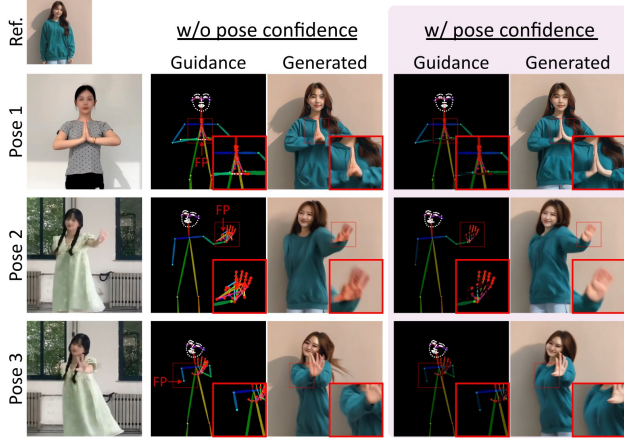 Ref.
w/o pose confidence
w/ pose confidence
Guidance
Generated
Guidance
Generated
Pose 1
FP
Pose 2
FP
Pose 3
FP